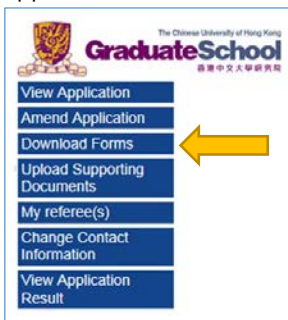 The Chinese University of Hong Kong
GraduateSchool
香港中文大學研究院
View Application
Amend Application
Download Forms
Upload Supporting
Documents
My referee(s)
Change Contact
Information
View Application
Result